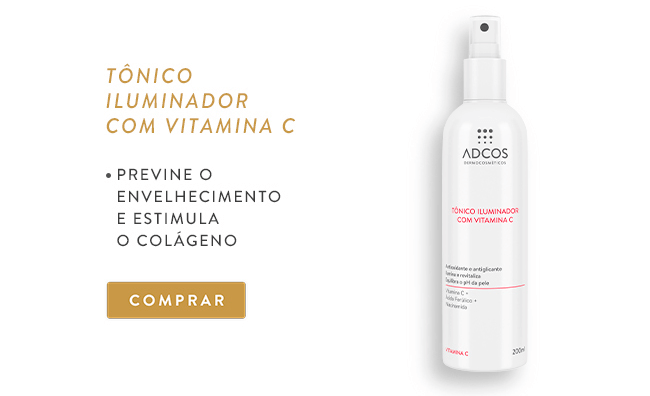 TÔNICO
ILUMINADOR
COM VITAMINA C
• PREVINE O
ENVELHECIMENTO
E ESTIMULA
O COLÁGENO
COMPRAR
ADCOS
DERMOCOSMÉTICOS
TÔNICO ILUMINADOR
COM VITAMINA C
Antioxidante e antiglicante
e revitaliza
Equilibra o pH da pele
Vitamina C +
Ácido Ferúlico +
Niacinamida
VITAMINA C
200ml